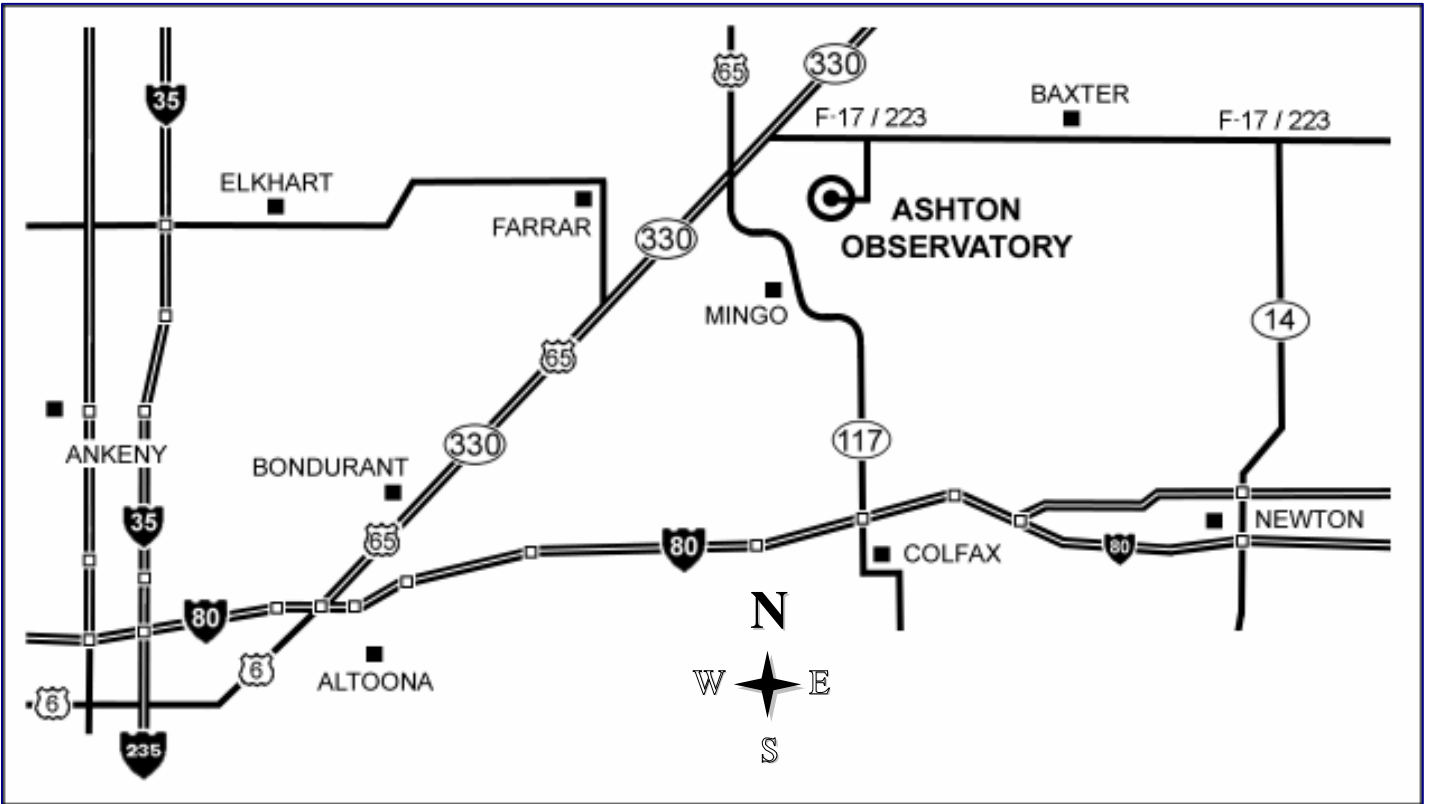 35
65
330
F-17 / 223
BAXTER
F-17 / 223
ELKHART
FARRAR
330
ASHTON
OBSERVATORY
MINGO
14
65
ANKENY
BONDURANT
330
117
35
65
80
80
NEWTON
COLFAX
80
6
ALTOONA
6
235
N
W
E
S